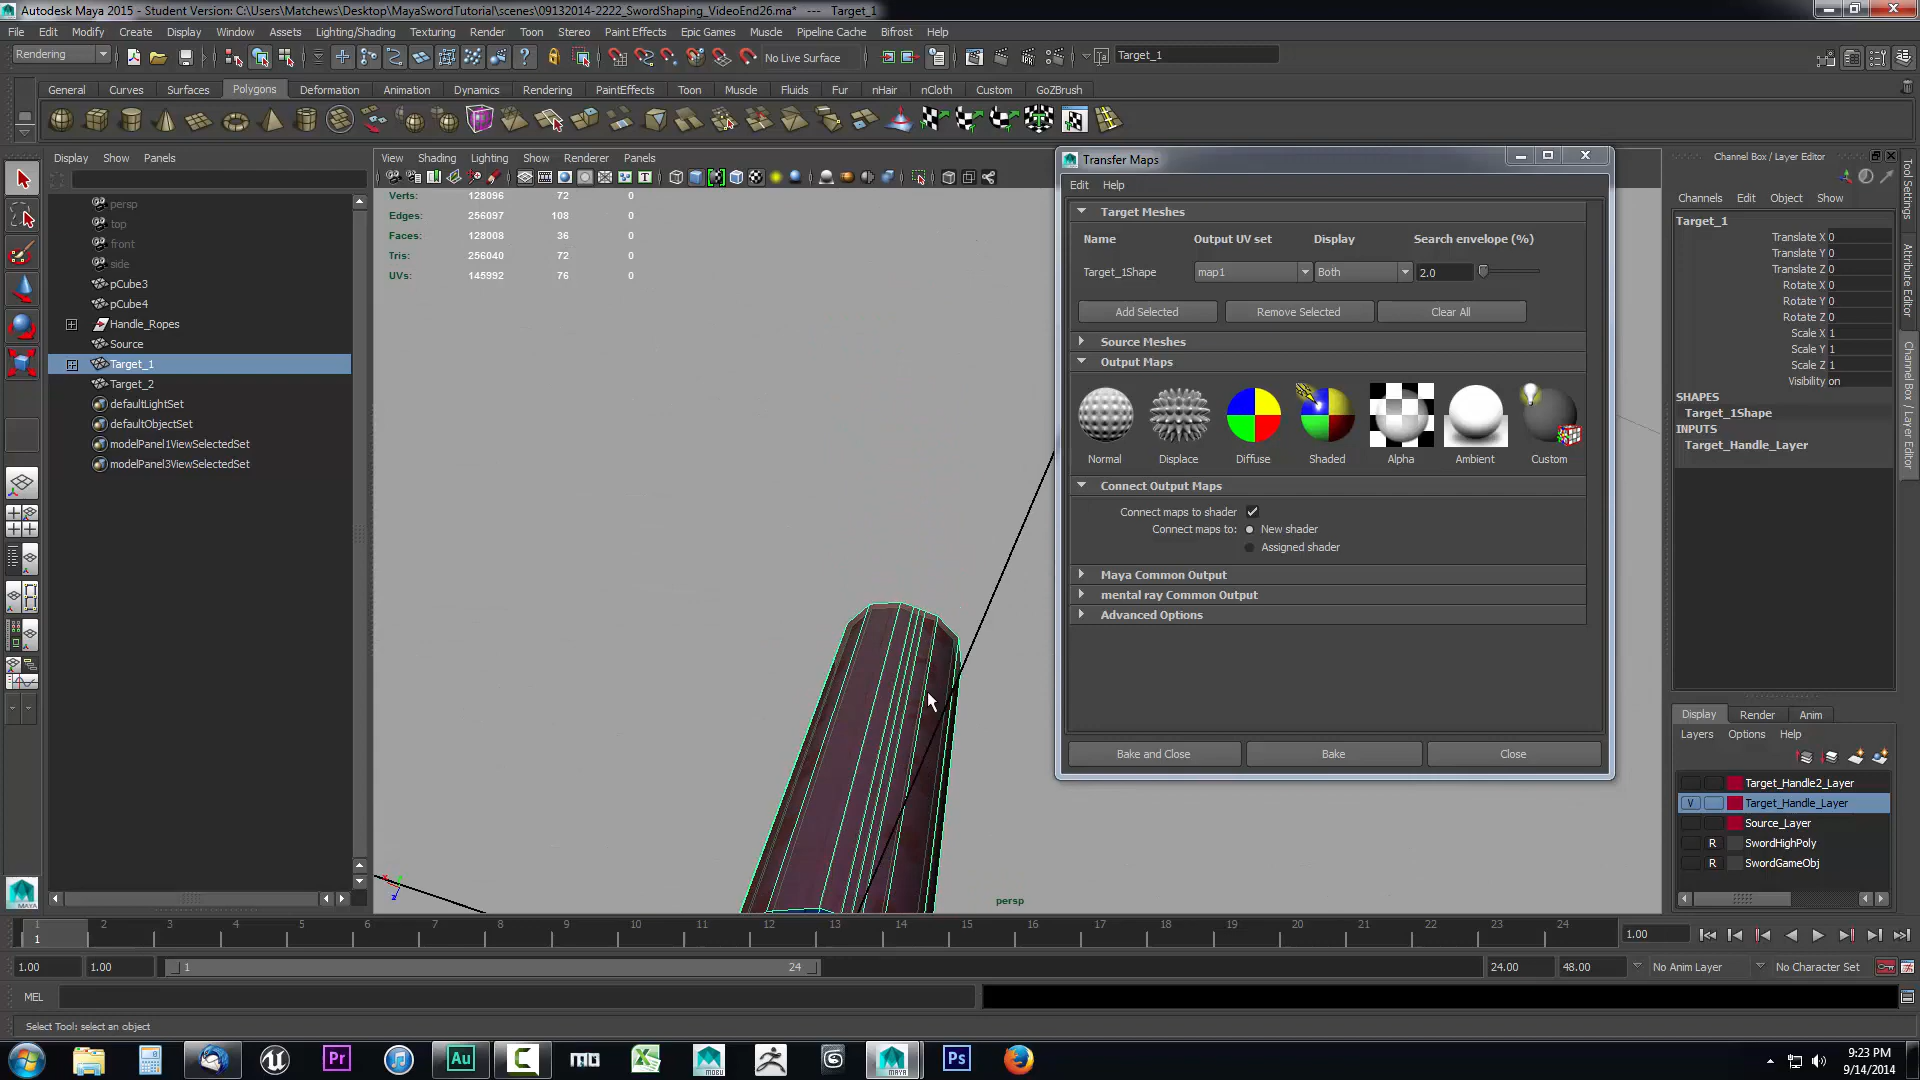 Autodesk Maya 2015 - Student Version: C:\Users\Matchews\Desktop\MayaSwordTutorial\scenes\09132014-2222_SwordShaping_VideoEnd26.ma* --- Target_1
File Edit Modify Create Display Window Assets Lighting/Shading Texturing Render Toon Stereo Paint Effects Epic Games Muscle Pipeline Cache Bifrost Help
Rendering No Live Surface Target_1
General Curves Surfaces Polygons Deformation Animation Dynamics Rendering PaintEffects Toon Muscle Fluids Fur nHair nCloth Custom GoZBrush
Display Show Panels
persp
top
front
side
pCube3
pCube4
Handle_Ropes
Source
Target_1
Target_2
defaultLightSet
defaultObjectSet
modelPanel1ViewSelectedSet
modelPanel3ViewSelectedSet
View Shading Lighting Show Renderer Panels
Verts: 128096 72 0
Edges: 256097 108 0
Faces: 128008 36 0
Tris: 256040 72 0
UVs: 145992 76 0
persp
Transfer Maps
Edit Help
Target Meshes
Name Output UV set Display Search envelope (%)
Target_1Shape map1 Both 2.0
Add Selected Remove Selected Clear All
Source Meshes
Output Maps
Normal Displace Diffuse Shaded Alpha Ambient Custom
Connect Output Maps
Connect maps to shader
Connect maps to: New shader
Assigned shader
Maya Common Output
mental ray Common Output
Advanced Options
Bake and Close Bake Close
Channel Box / Layer Editor
Channels Edit Object Show
Target_1
Translate X 0
Translate Y 0
Translate Z 0
Rotate X 0
Rotate Y 0
Rotate Z 0
Scale X 1
Scale Y 1
Scale Z 1
Visibility on
SHAPES
Target_1Shape
INPUTS
Target_Handle_Layer
Tool Settings
Attribute Editor
Channel Box / Layer Editor
Display Render Anim
Layers Options Help
Target_Handle2_Layer
V Target_Handle_Layer
Source_Layer
R SwordHighPoly
R SwordGameObj
1 2 3 4 5 6 7 8 9 10 11 12 13 14 15 16 17 18 19 20 21 22 23 24
1 1.00
1.00 1.00 1 24 24.00 48.00 No Anim Layer No Character Set
MEL
Select Tool: select an object
9:23 PM
9/14/2014